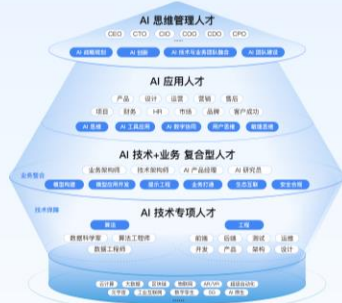 AI 思维管理人才
CEO CTO CIO COO CDO CPO
AI 战略规划 AI 创新 AI 技术与业务团队融合 AI 团队建设
AI 应用人才
产品 设计 运营 营销 售后
项目 财务 HR 市场 品牌 客户成功
AI 思维 AI 工具应用 AI 数字协同 用户思维 数据思维
AI 技术+业务 复合型人才
业务架构师 技术架构师 AI 产品经理 AI 研究员
业务整合
模型构建 模型应用开发 提示工程 业务打通 生态互联 安全合规
技术保障
AI 技术专项人才
算法 工程
数据科学家 算法工程师 前端 后端 测试 运维
数据工程师 开发 产品 架构 设计
云计算 大数据 区块链 物联网 AR/VR 超级自动化
元宇宙 工业互联网 数字孪生 5G AI 安全